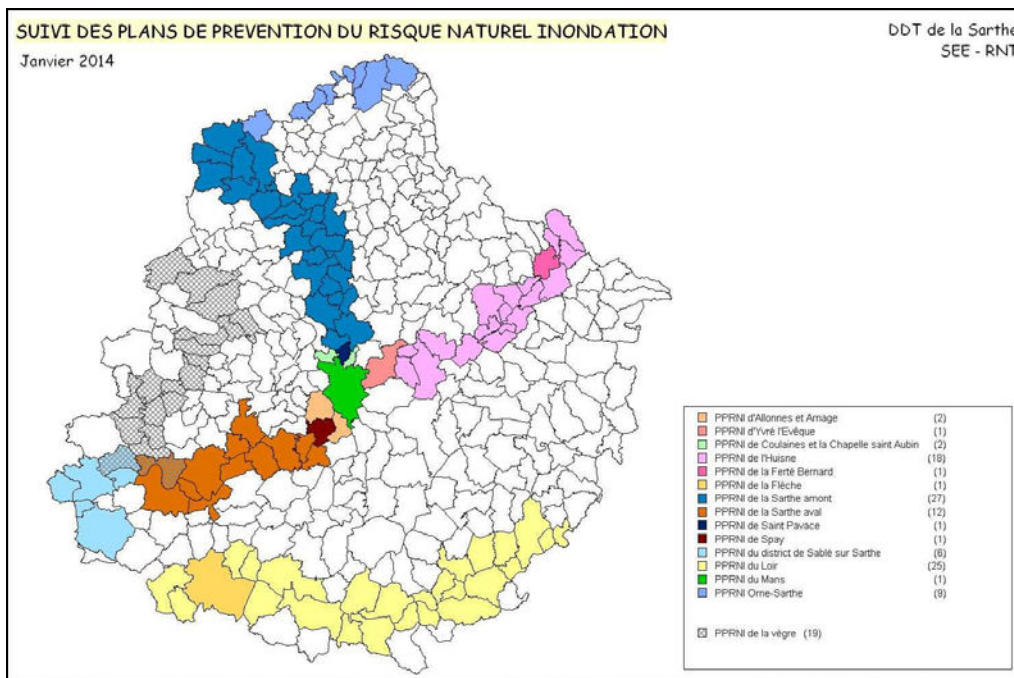 SUIVI DES PLANS DE PREVENTION DU RISQUE NATUREL INONDATION
DDT de la Sarthe
SEE - RNT
Janvier 2014
PPRNI d'Allonnes et Arnage (2)
PPRNI d'Yvré l'Evêque (1)
PPRNI de Coulaines et la Chapelle saint Aubin (2)
PPRNI de l'Huisne (18)
PPRNI de la Ferté Bernard (1)
PPRNI de la Flèche (1)
PPRNI de la Sarthe amont (27)
PPRNI de la Sarthe aval (12)
PPRNI de Saint Pavace (1)
PPRNI de Spay (1)
PPRNI du district de Sablé sur Sarthe (6)
PPRNI du Loir (25)
PPRNI du Mans (1)
PPRNI Orne-Sarthe (9)
PPRNI de la vègre (19)